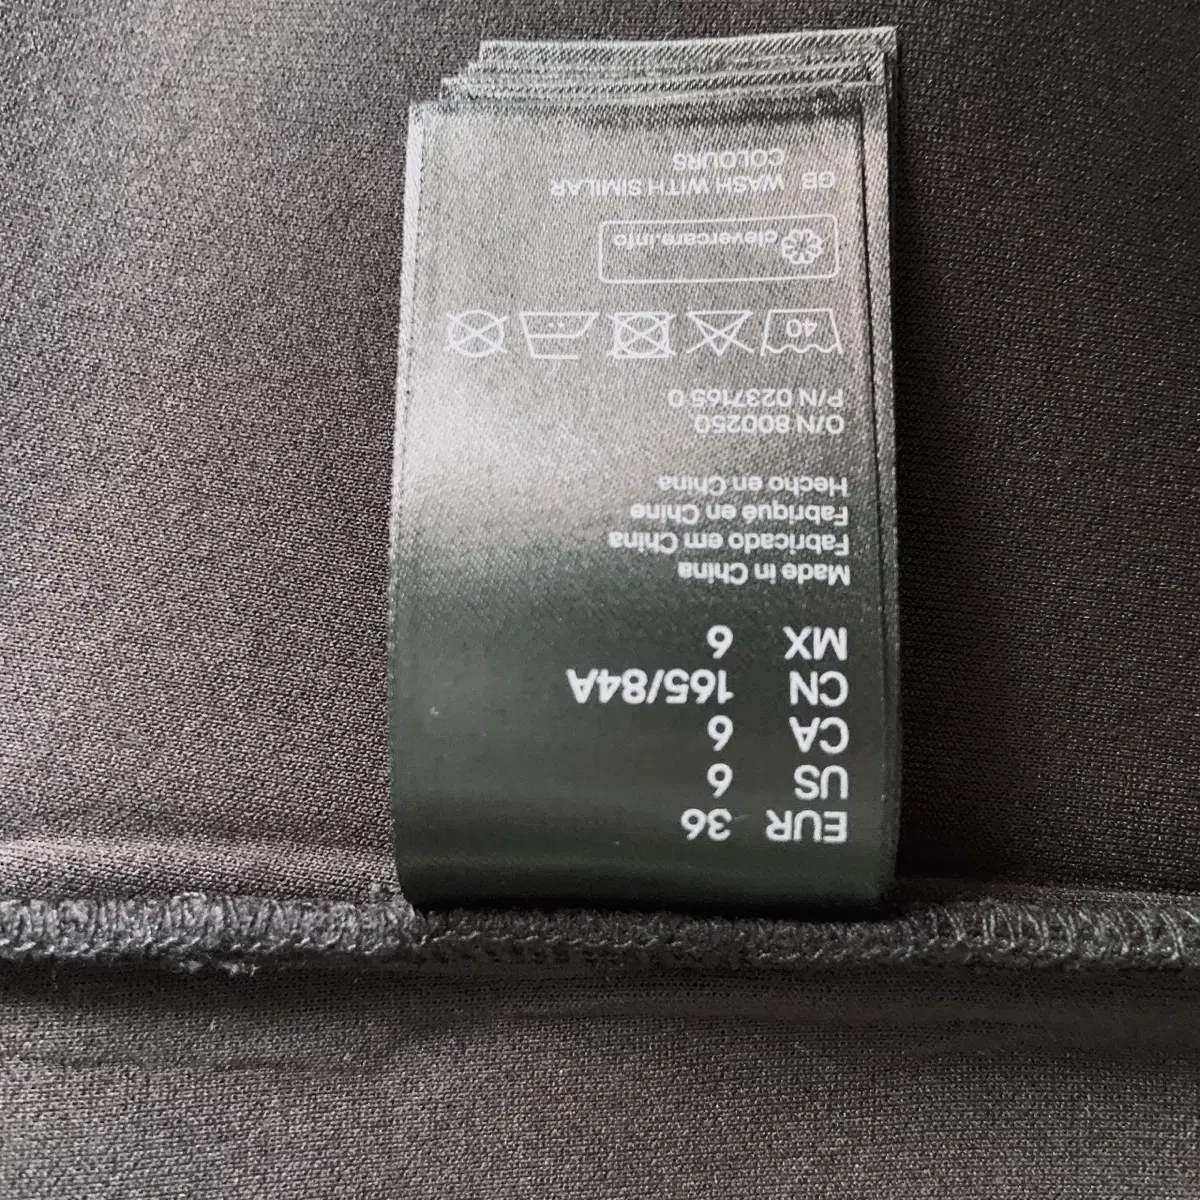 EUR 36
US 6
CA 6
CN 165/84A
MX 6
Made in China
Fabricado em China
Fabriqué en Chine
Hecho en China
O/N 800250
P/N 0237165 0
40
clevercare.info
GB WASH WITH SIMILAR
COLOURS